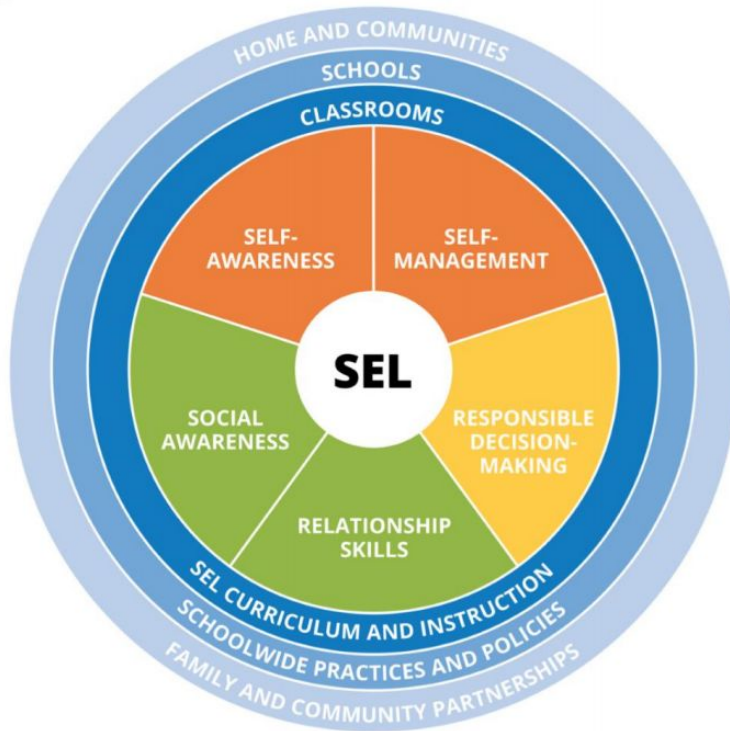 HOME AND COMMUNITIES
SCHOOLS
CLASSROOMS
SELF-
AWARENESS
SELF-
MANAGEMENT
SEL
SOCIAL
AWARENESS
RESPONSIBLE
DECISION-
MAKING
RELATIONSHIP
SKILLS
SEL CURRICULUM AND INSTRUCTION
SCHOOLWIDE PRACTICES AND POLICIES
FAMILY AND COMMUNITY PARTNERSHIPS